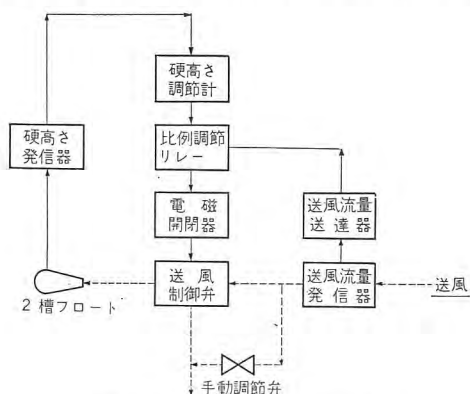 硬高さ
調節計
硬高さ
発信器
比例調節
リレー
電磁
開閉器
送風流量
送達器
2槽フロート
送風
制御弁
送風流量
発信器
送風
手動調節弁